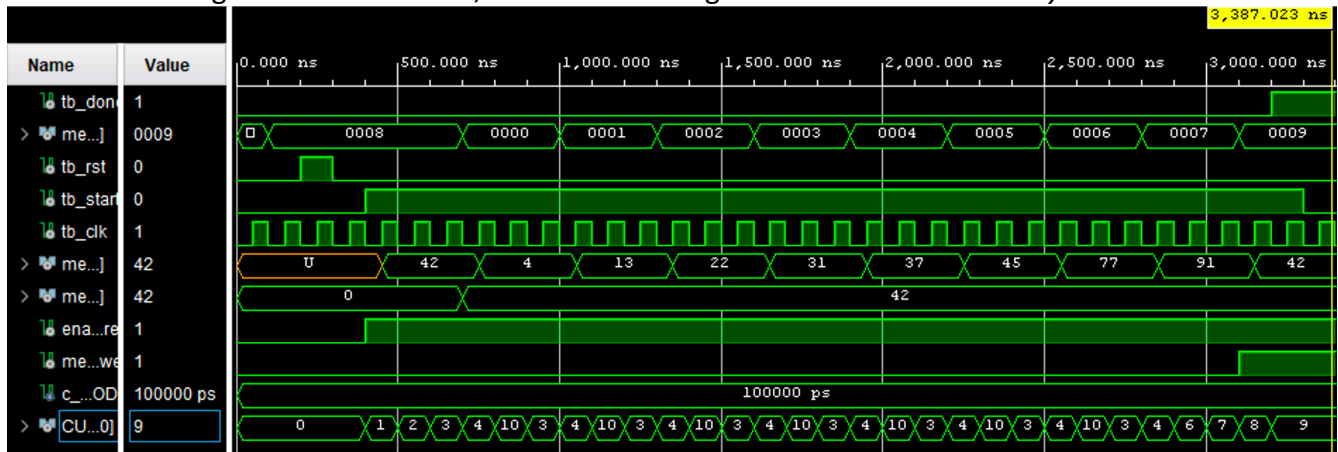 3,387.023 ns
Name Value 0.000 ns 500.000 ns 1,000.000 ns 1,500.000 ns 2,000.000 ns 2,500.000 ns 3,000.000 ns
tb_don 1
me...] 0009 0008 0000 0001 0002 0003 0004 0005 0006 0007 0009
tb_rst 0
tb_start 0
tb_clk 1
me...] 42 U 42 4 13 22 31 37 45 77 91 42
me...] 42 0 42
ena...re 1
me...we 1
c_...OD 100000 ps 100000 ps
CU...0] 9 0 1 2 3 4 10 3 4 10 3 4 10 3 4 10 3 4 10 3 4 10 3 4 10 3 4 6 7 8 9